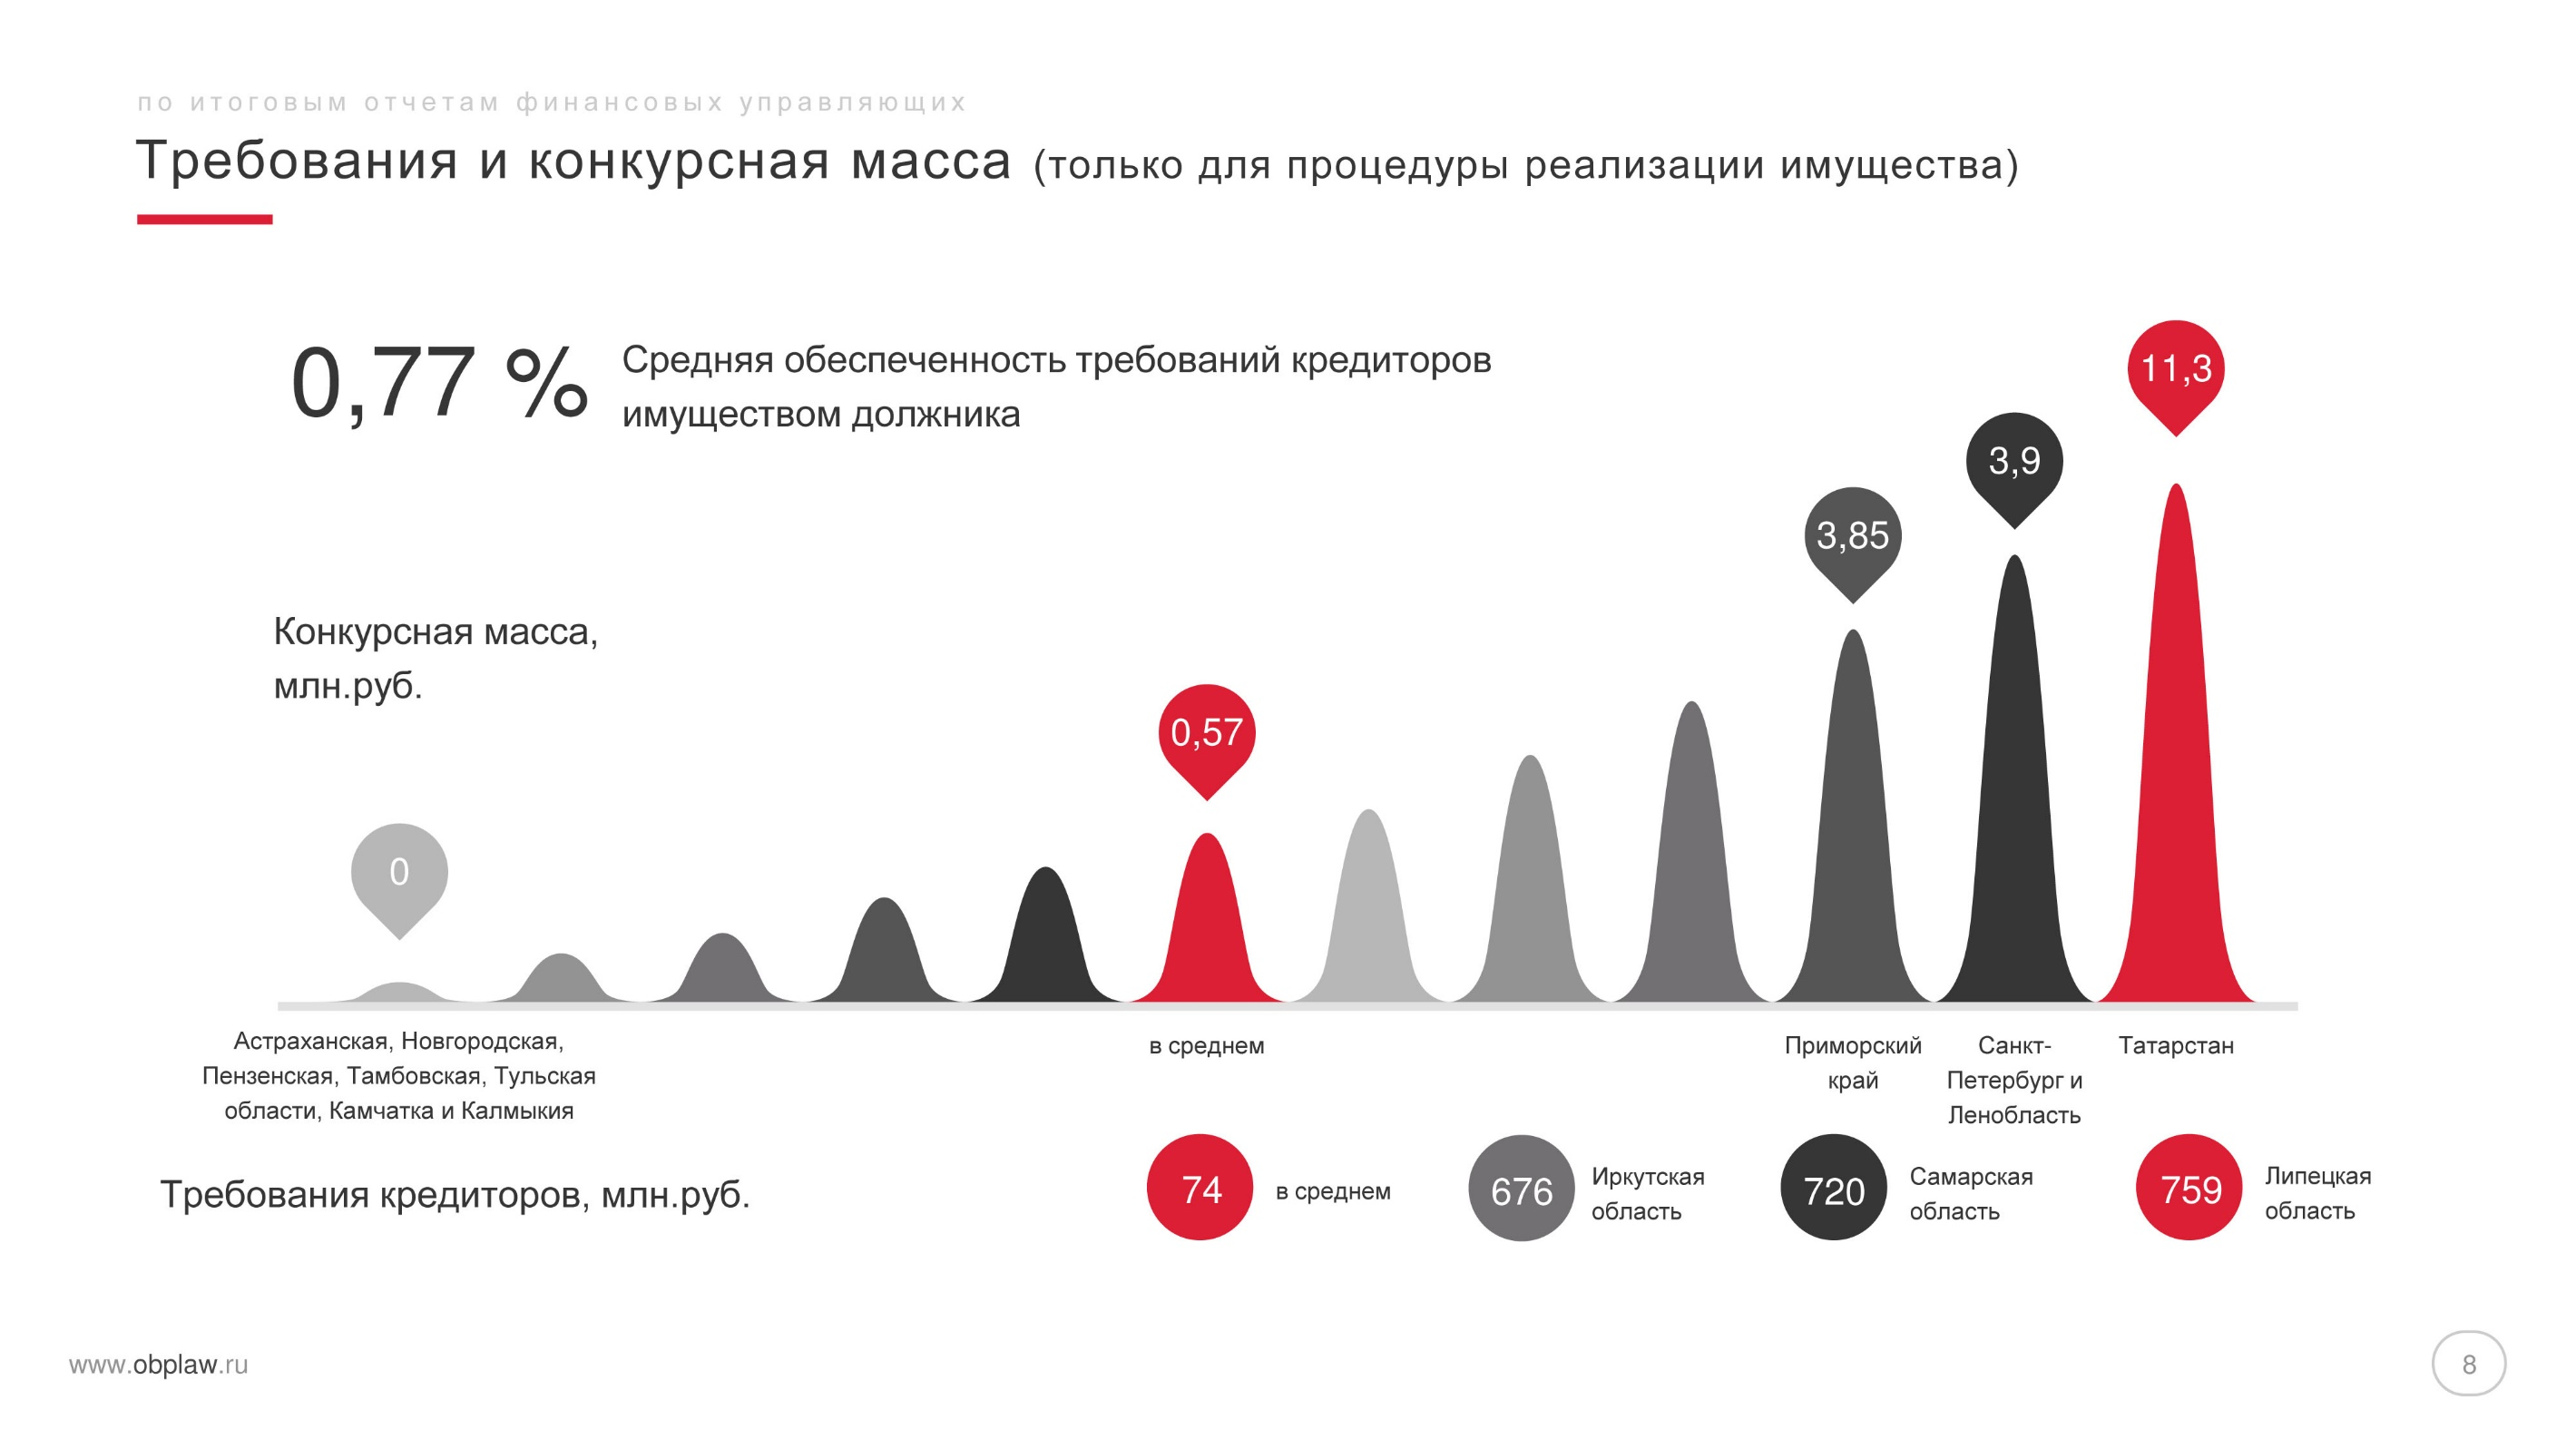 по итоговым отчетам финансовых управляющих
Требования и конкурсная масса (только для процедуры реализации имущества)
0,77 %
Средняя обеспеченность требований кредиторов
имуществом должника
11,3
3,9
3,85
Конкурсная масса,
млн.руб.
0,57
0
Астраханская, Новгородская,
Пензенская, Тамбовская, Тульская
области, Камчатка и Калмыкия
в среднем
Приморский
край
Санкт-
Петербург и
Ленобласть
Татарстан
Требования кредиторов, млн.руб.
74
в среднем
676
Иркутская
область
720
Самарская
область
759
Липецкая
область
www.obplaw.ru
8